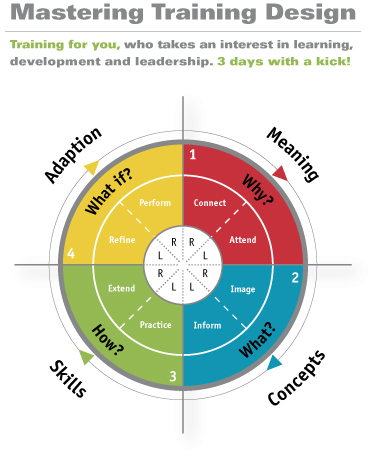 Mastering Training Design
Training for you, who takes an interest in learning,
development and leadership. 3 days with a kick!
Adaption
Meaning
1
What if?
Why?
Perform
Connect
Refine
Attend
R
R
L
R
L
R
L
L
4
2
Extend
Image
Practice
Inform
How?
What?
3
Skills
Concepts